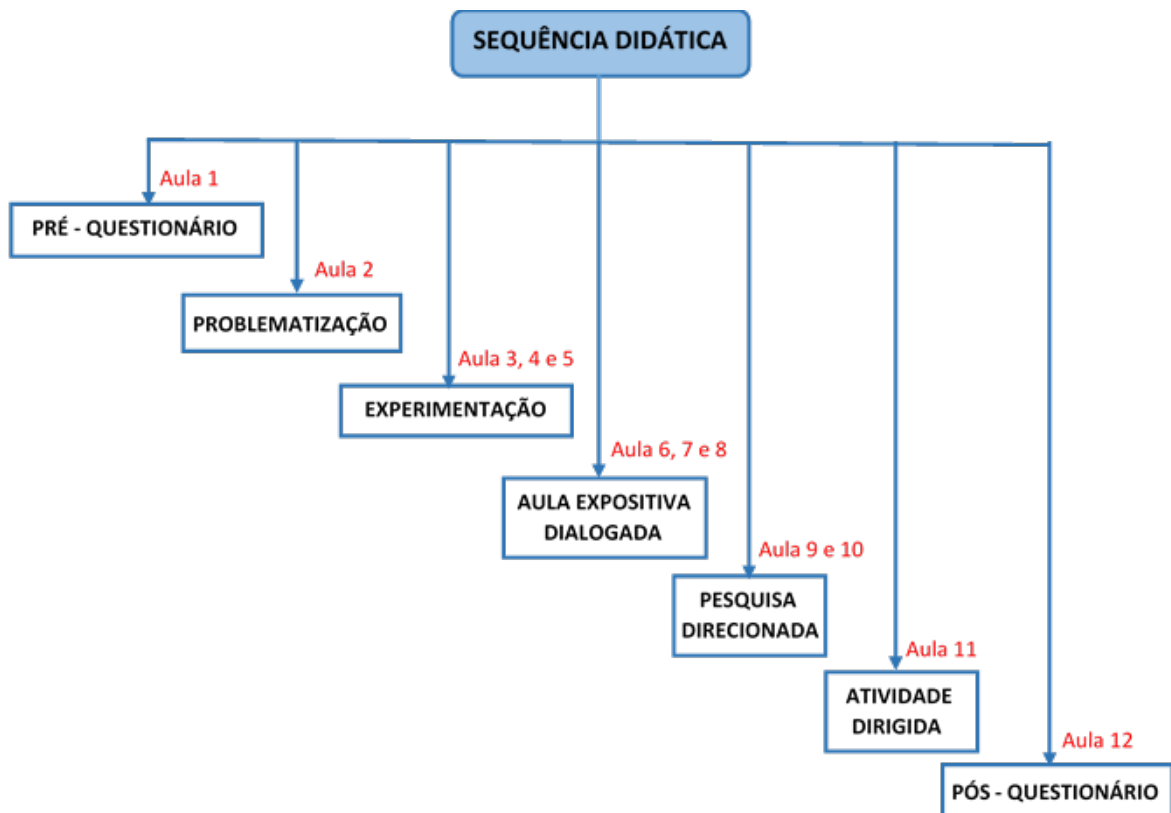 SEQUÊNCIA DIDÁTICA
Aula 1
PRÉ - QUESTIONÁRIO
Aula 2
PROBLEMATIZAÇÃO
Aula 3, 4 e 5
EXPERIMENTAÇÃO
Aula 6, 7 e 8
AULA EXPOSITIVA
DIALOGADA
Aula 9 e 10
PESQUISA
DIRECIONADA
Aula 11
ATIVIDADE
DIRIGIDA
Aula 12
PÓS - QUESTIONÁRIO